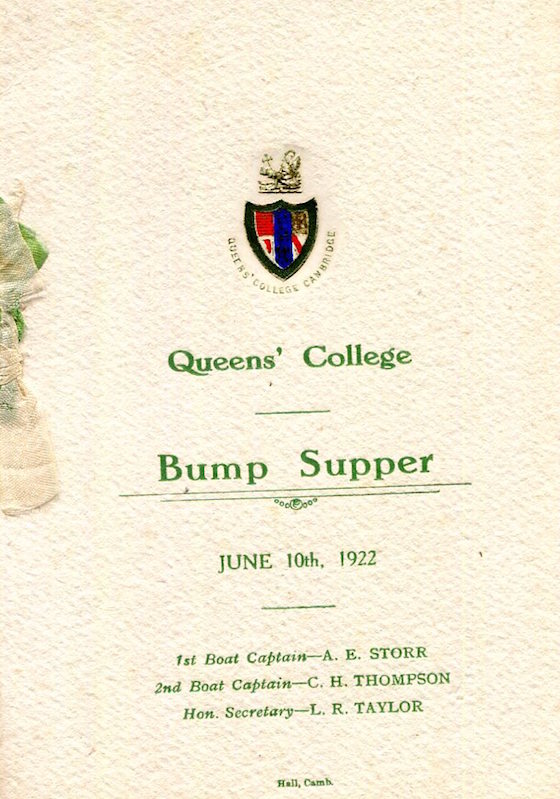 QUEENS' COLLEGE CAMBRIDGE
Queens' College
Bump Supper
JUNE 10th, 1922
1st Boat Captain—A. E. STORR
2nd Boat Captain—C. H. THOMPSON
Hon. Secretary—L. R. TAYLOR
Hall, Camb.